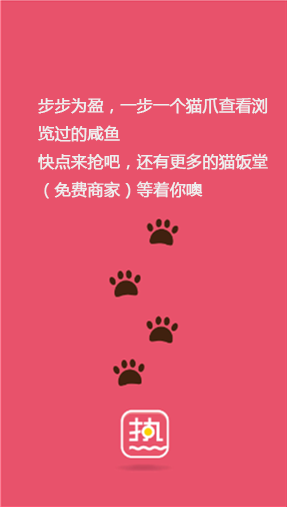 步步为盈，一步一个猫爪查看浏
览过的咸鱼
快点来抢吧，还有更多的猫饭堂
（免费商家）等着你噢
执